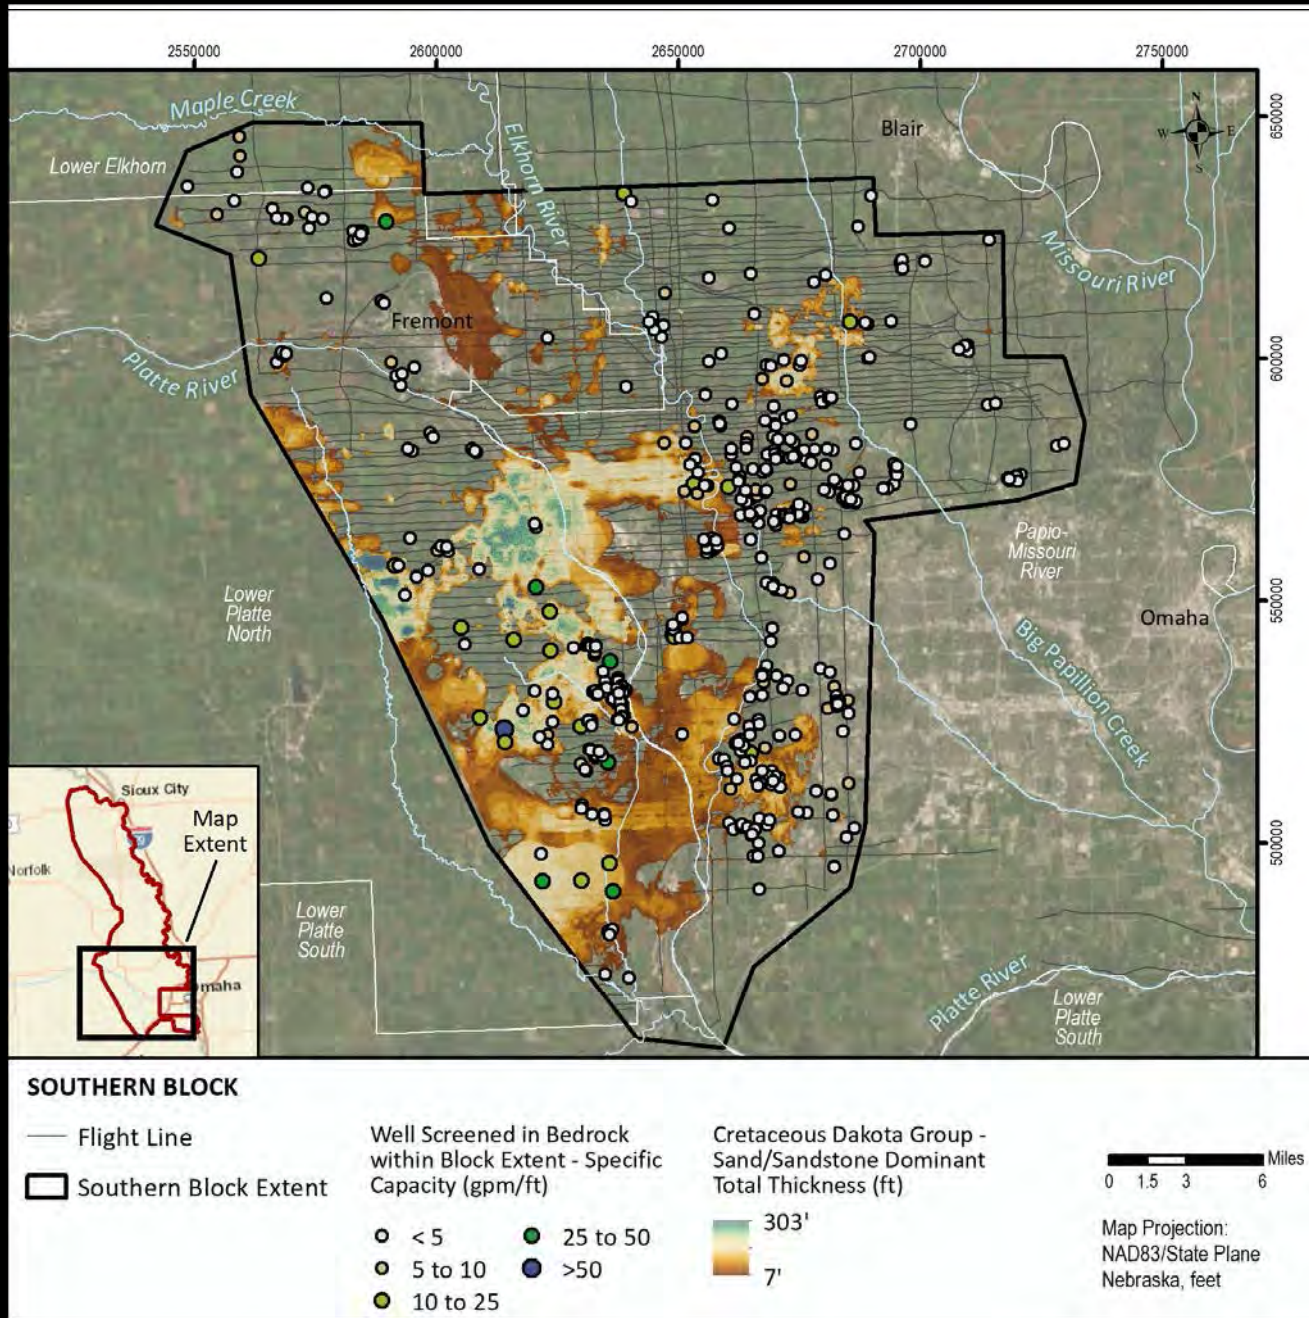 2550000
2600000
2650000
2700000
2750000
650000
600000
550000
500000
Maple Creek
Lower Elkhorn
Elkhorn River
Blair
N
W
E
S
Missouri River
Fremont
Platte River
Papio-
Missouri
River
Lower
Platte
North
Omaha
Big Papillion Creek
Sioux City
Map
Extent
Norfolk
Omaha
Lower
Platte
South
Platte River
Lower
Platte
South
SOUTHERN BLOCK
Flight Line
Southern Block Extent
Well Screened in Bedrock
within Block Extent - Specific
Capacity (gpm/ft)
< 5
5 to 10
10 to 25
25 to 50
>50
Cretaceous Dakota Group -
Sand/Sandstone Dominant
Total Thickness (ft)
303'
7'
Miles
0 1.5 3 6
Map Projection:
NAD83/State Plane
Nebraska, feet